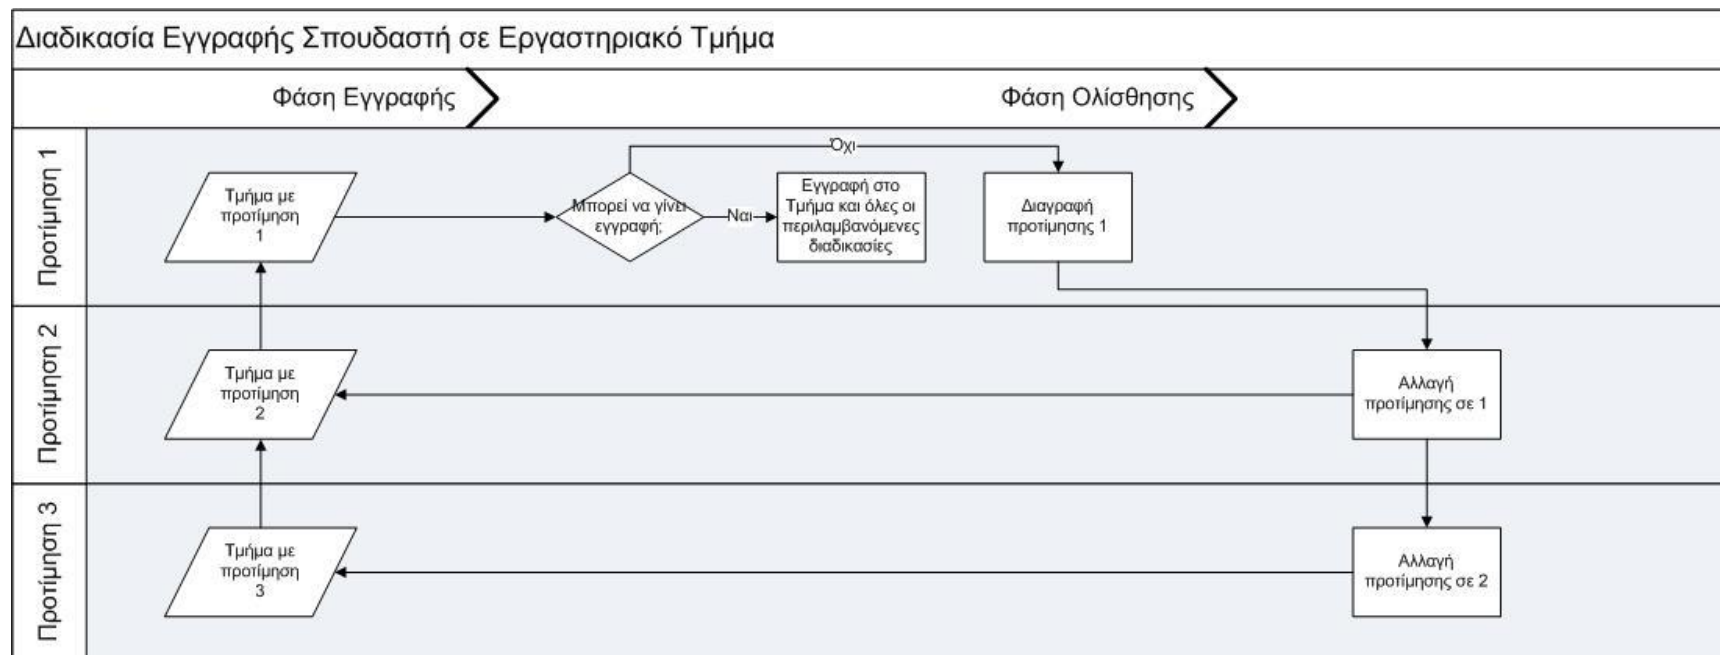 Διαδικασία Εγγραφής Σπουδαστή σε Εργαστηριακό Τμήμα
Φάση Εγγραφής
Φάση Ολίσθησης
Προτίμηση 1
Τμήμα με
προτίμηση
1
Μπορεί να γίνει
εγγραφή;
Όχι
Ναι
Εγγραφή στο
Τμήμα και όλες οι
περιλαμβανόμενες
διαδικασίες
Διαγραφή
προτίμησης 1
Προτίμηση 2
Τμήμα με
προτίμηση
2
Αλλαγή
προτίμησης σε 1
Προτίμηση 3
Τμήμα με
προτίμηση
3
Αλλαγή
προτίμησης σε 2